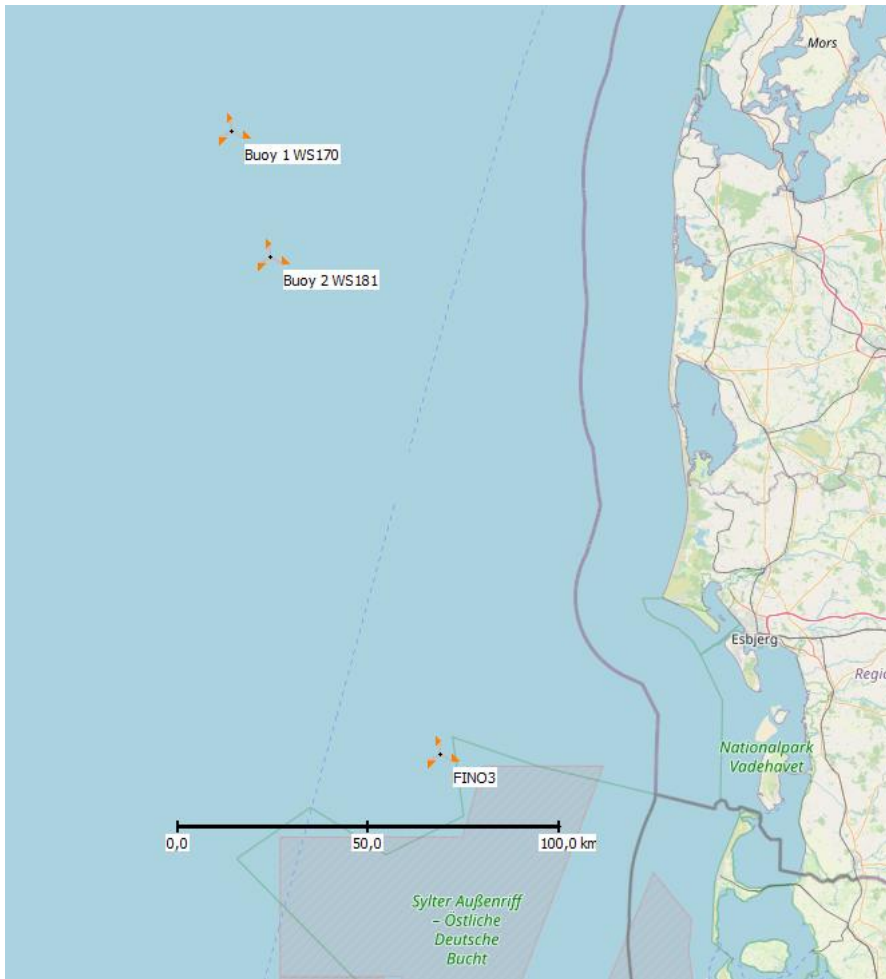 Mors
Buoy 1 WS170
Buoy 2 WS181
Esbjerg
Regio
Nationalpark
Vadehavet
FINO3
0,0
50,0
100,0 km
Sylter Außenriff
– Östliche
Deutsche
Bucht